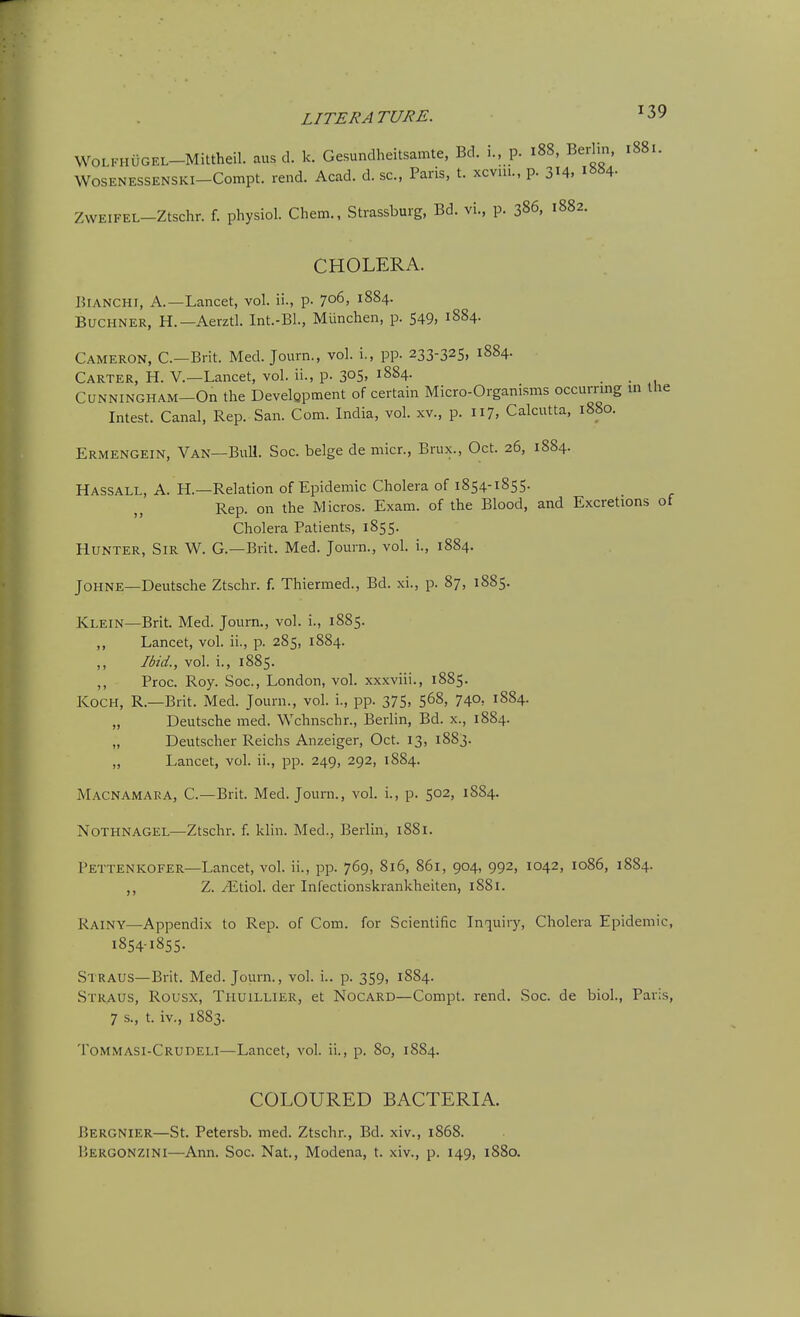 LITERATURE. 139
WOLFHÜGEL—Mittheil. aus d. k. Gesundheitsamte, Bd. i., p. 188, Berlin, 1881.
WOSENESSENSKI—Compt. rend. Acad. d. sc., Paris, t. xcviii., p. 314, 1884.
ZWEIFEL—Ztschr. f. physiol. Chem., Strassburg, Bd. vi., p. 386, 1882.
CHOLERA.
BIANCHI, A.—Lancet, vol. ii., p. 706, 1884.
BUCHNER, H.—Aerztl. Int.-Bl., München, p. 549, 1884.
CAMERON, C.—Brit. Med. Journ., vol. i., pp. 233-325, 1884.
CARTER, H. V.—Lancet, vol. ii., p. 305, 1884.
CUNNINGHAM—On the Development of certain Micro-Organisms occurring in the
Intest. Canal, Rep. San. Com. India, vol. xv., p. 117, Calcutta, 1880.
ERMENGEIN, VAN—Bull. Soc. belge de micr., Brux., Oct. 26, 1884.
HASSALL, A. H.—Relation of Epidemic Cholera of 1854-1855.
,, Rep. on the Micros. Exam. of the Blood, and Excretions of
Cholera Patients, 1855.
HUNTER, SIR W. G.—Brit. Med. Journ., vol. i., 1884.
JOHNE—Deutsche Ztschr. f. Thiermed., Bd. xi., p. 87, 1885.
KLEIN—Brit. Med. Journ., vol. i., 1885.
,, Lancet, vol. ii., p. 285, 1884.
,, Ibid., vol. i., 1885.
,, Proc. Roy. Soc., London, vol. xxxviii., 1885.
KOCH, R.—Brit. Med. Journ., vol. i., pp. 375, 568, 740, 1884.
„ Deutsche med. Wchnschr., Berlin, Bd. x., 1884.
„ Deutscher Reichs Anzeiger, Oct. 13, 1883.
„ Lancet, vol. ii., pp. 249, 292, 1884.
MACNAMARA, C.—Brit. Med. Journ., vol. i., p. 502, 1884.
NOTHNAGEL—Ztschr. f. klin. Med., Berlin, 1881.
PETTENKOFER—Lancet, vol. ii., pp. 769, 816, 861, 904, 992, 1042, 1086, 1884.
,, Z. Ætiol. der Infectionskrankheiten, 1881.
RAINY—Appendix to Rep. of Com. for Scientific Inquiry, Cholera Epidemic,
1854-1855.
STRAUS—Brit. Med. Journ., vol. i.. p. 359, 1884.
STRAUS, ROUSX, THUILLIER, et NOCARD—Compt. rend. Soc. de biol., Paris,
7 s., t. iv., 1883.
TOMMASI-CRUDELI—Lancet, vol. ii., p. 80, 1884.
COLOURED BACTERIA.
BERGNIER—St. Petersb. med. Ztschr., Bd. xiv., 1868.
BERGONZINI—Ann. Soc. Nat., Modena, t. xiv., p. 149, 1880.